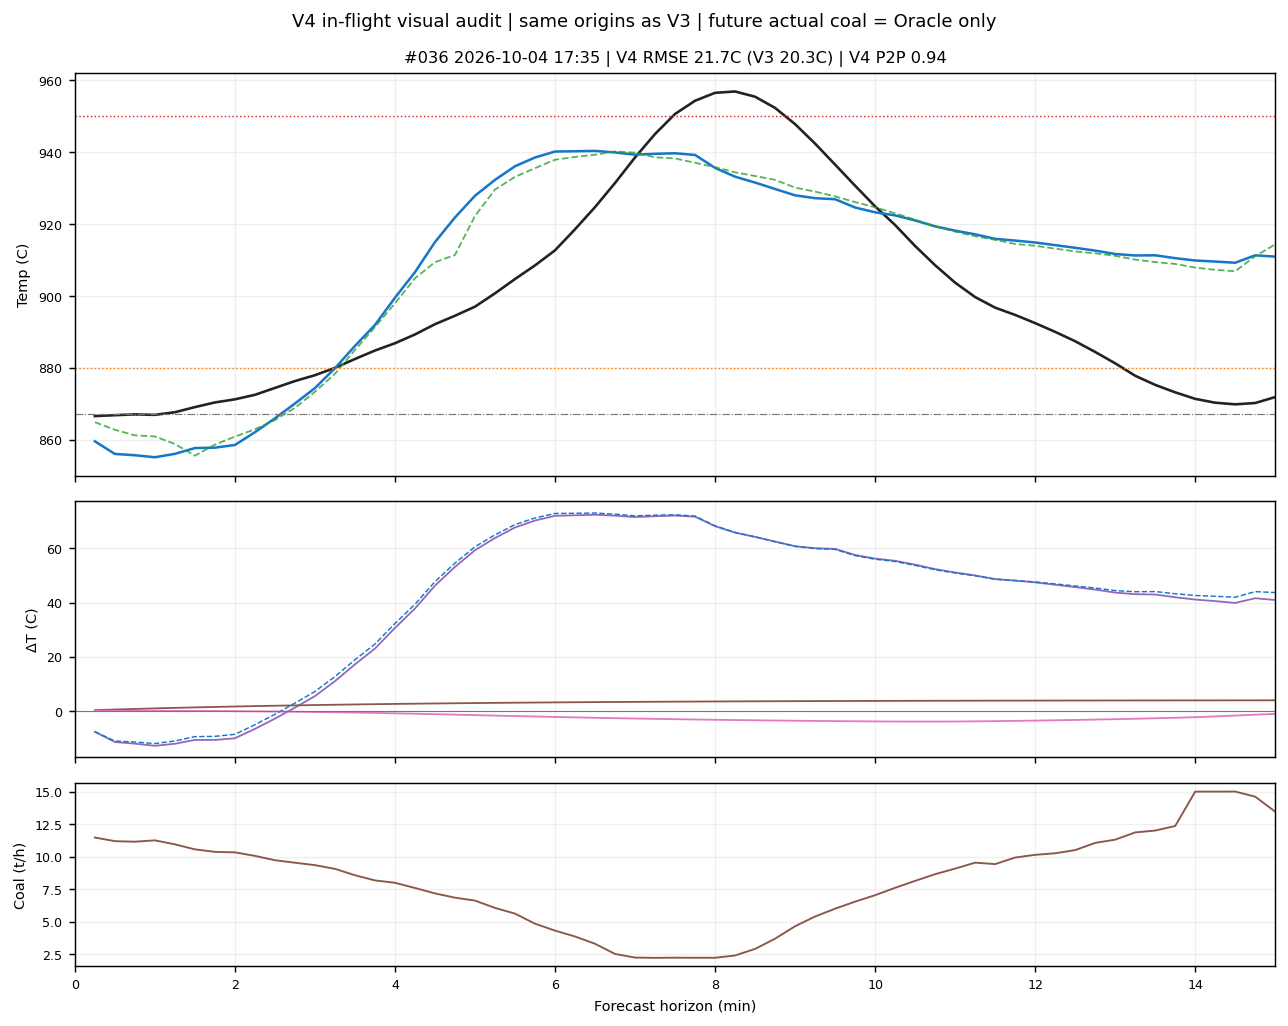 V4 in-flight visual audit | same origins as V3 | future actual coal = Oracle only
#036 2026-10-04 17:35 | V4 RMSE 21.7C (V3 20.3C) | V4 P2P 0.94
Temp (C)
960
940
920
900
880
860
ΔT (C)
60
40
20
0
Coal (t/h)
15.0
12.5
10.0
7.5
5.0
2.5
0 2 4 6 8 10 12 14
Forecast horizon (min)